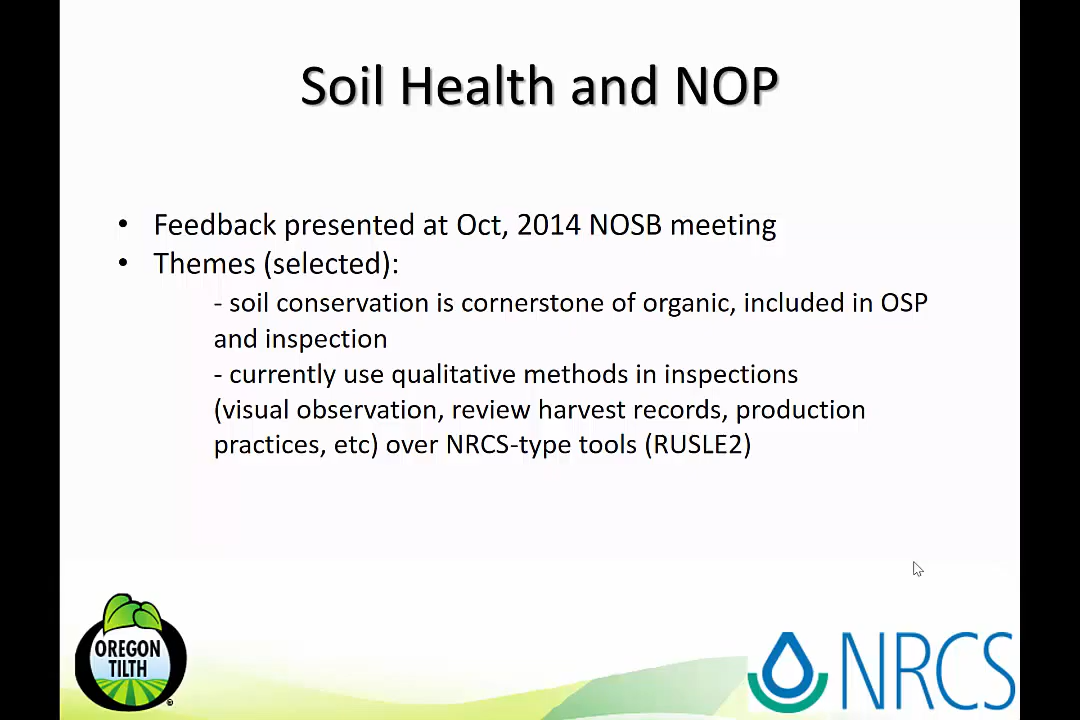 Soil Health and NOP
• Feedback presented at Oct, 2014 NOSB meeting
• Themes (selected):
- soil conservation is cornerstone of organic, included in OSP
and inspection
- currently use qualitative methods in inspections
(visual observation, review harvest records, production
practices, etc) over NRCS-type tools (RUSLE2)
OREGON
TILTH
NRCS